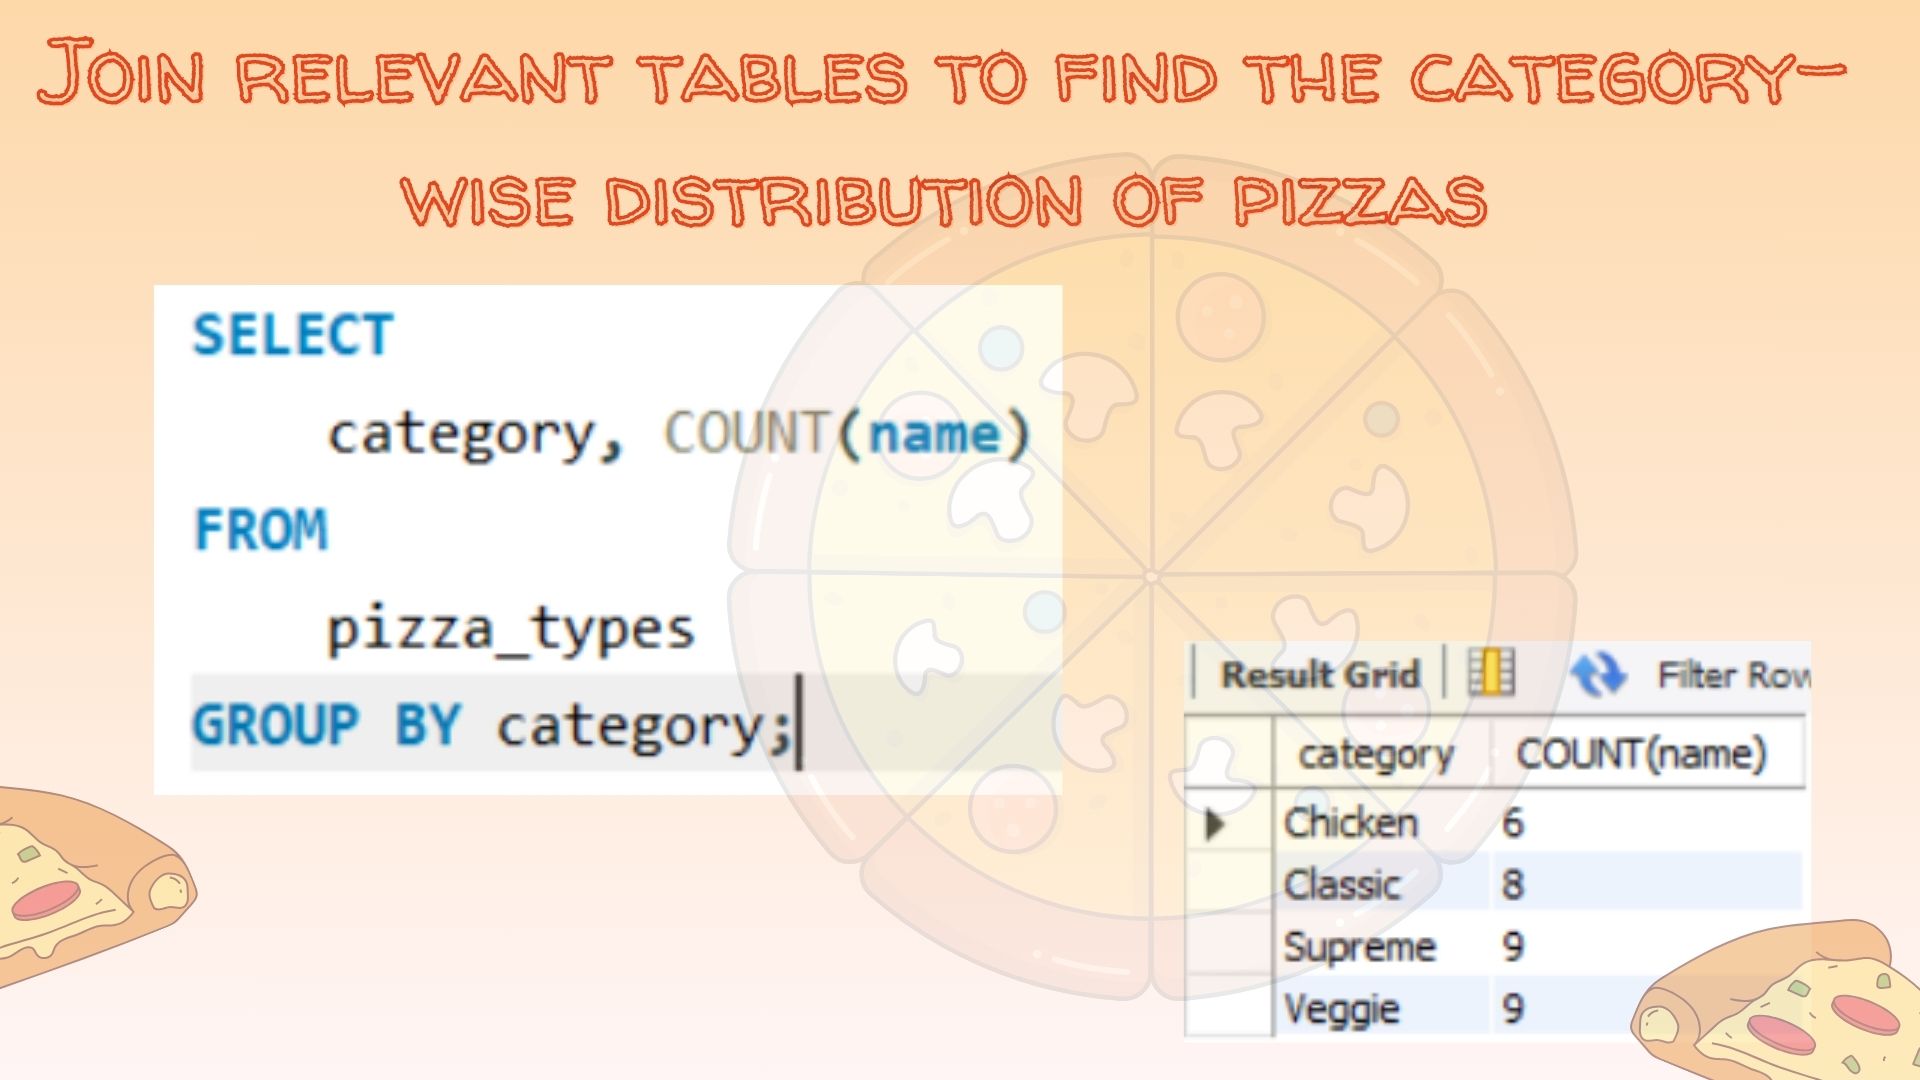 Join relevant tables to find the category-
wise distribution of pizzas
SELECT
category, COUNT(name)
FROM
pizza_types
GROUP BY category;
Result Grid Filter Row
category COUNT(name)
Chicken 6
Classic 8
Supreme 9
Veggie 9